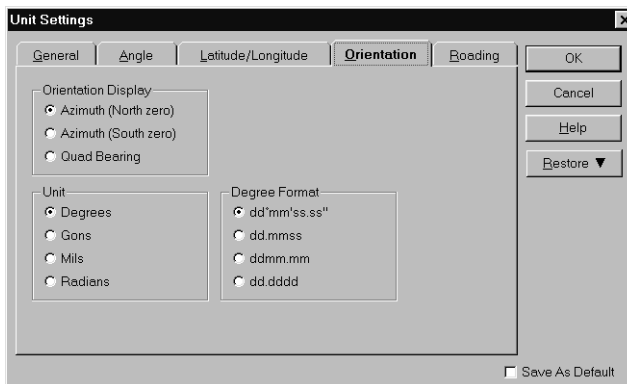 Unit Settings
General Angle Latitude/Longitude Orientation Roading
OK
Cancel
Help
Restore ▼
Orientation Display
Azimuth (North zero)
Azimuth (South zero)
Quad Bearing
Unit
Degrees
Gons
Mils
Radians
Degree Format
dd°mm'ss.ss"
dd.mmss
ddmm.mm
dd.dddd
Save As Default